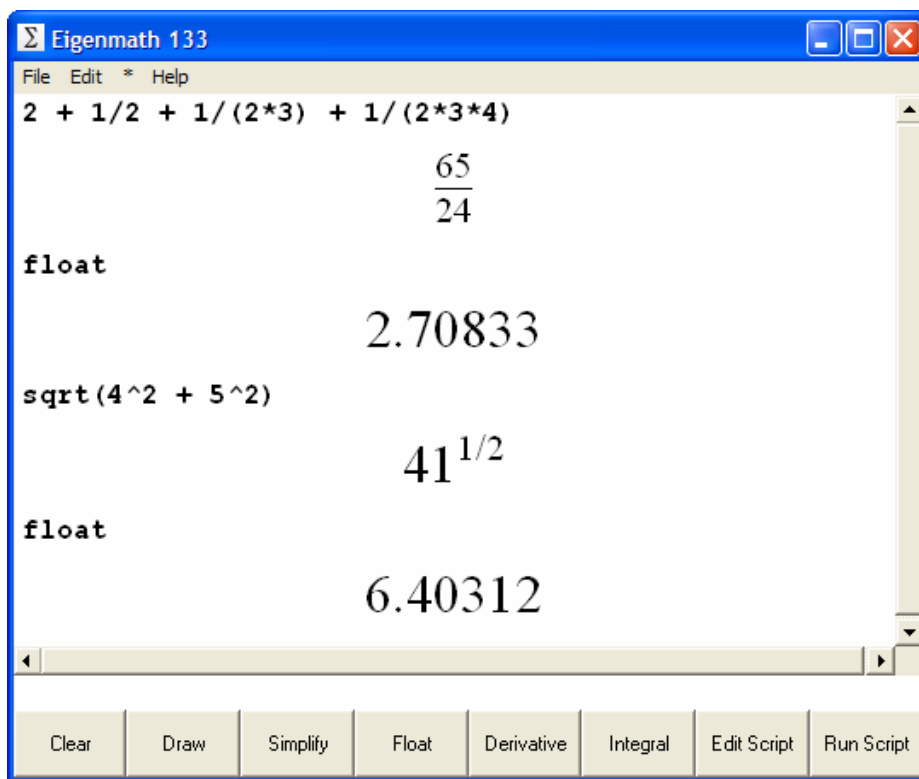 Σ Eigenmath 133
File Edit * Help
2 + 1/2 + 1/(2*3) + 1/(2*3*4)
65
24
float
2.70833
sqrt(4^2 + 5^2)
41^1/2
float
6.40312
Clear Draw Simplify Float Derivative Integral Edit Script Run Script